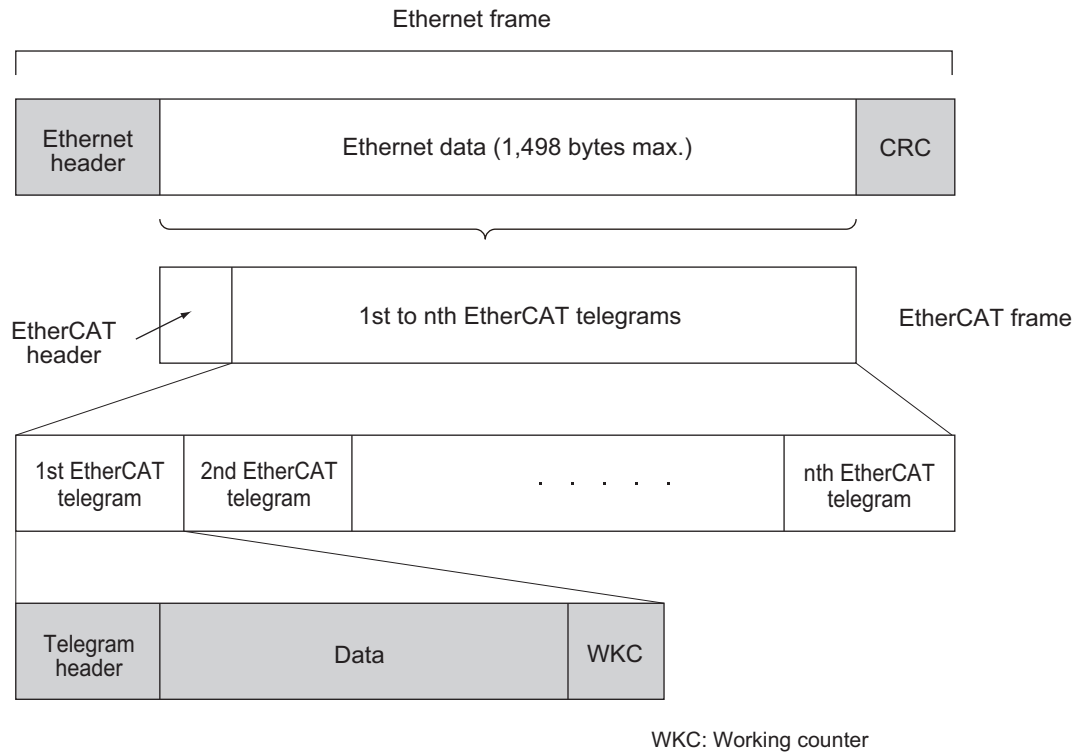 Ethernet frame
Ethernet
header
Ethernet data (1,498 bytes max.)
CRC
EtherCAT
header
1st to nth EtherCAT telegrams
EtherCAT frame
1st EtherCAT
telegram
2nd EtherCAT
telegram
. . . . .
nth EtherCAT
telegram
Telegram
header
Data
WKC
WKC: Working counter